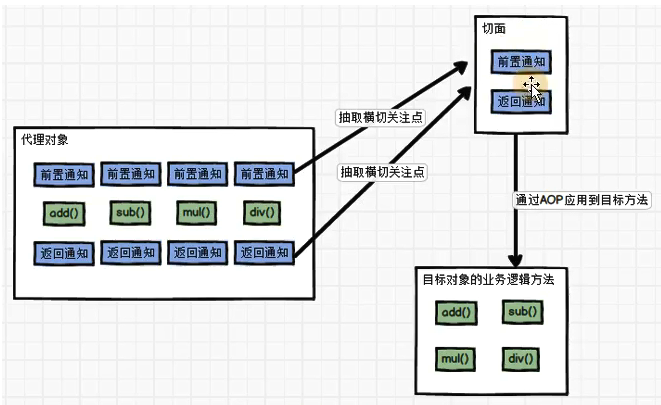 切面
前置通知
返回通知
抽取横切关注点
抽取横切关注点
代理对象
前置通知 前置通知 前置通知 前置通知
add() sub() mul() div()
返回通知 返回通知 返回通知 返回通知
通过AOP应用到目标方法
目标对象的业务逻辑方法
add() sub()
mul() div()